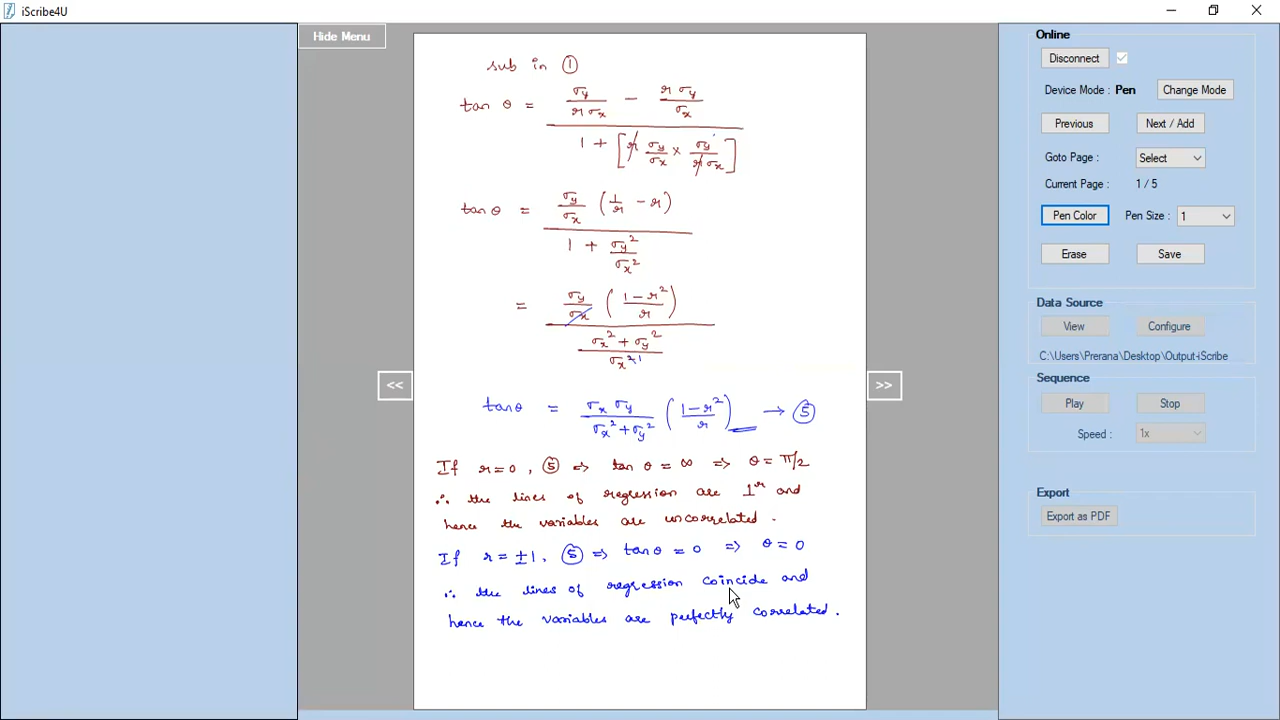 iScribe4U
Hide Menu
sub in ①
tan θ = (σy/(r σx) − r σy/σx) / (1 + [r σy/σx × σy/(r σx)])
tan θ = (σy/σx (1/r − r)) / (1 + σy²/σx²)
= (σy/σx ((1−r²)/r)) / ((σx² + σy²)/σx²)
<<
>>
tan θ = (σx σy)/(σx² + σy²) ((1−r²)/r) → ⑤
If r = 0, ⑤ ⇒ tan θ = ∞ ⇒ θ = π/2
∴ the lines of regression are ⊥r and
hence the variables are uncorrelated.
If r = ±1, ⑤ ⇒ tan θ = 0 ⇒ θ = 0
∴ the lines of regression coincide and
hence the variables are perfectly correlated.
Online
Disconnect
Device Mode : Pen
Change Mode
Previous
Next / Add
Goto Page :
Select
Current Page :
1 / 5
Pen Color
Pen Size :
1
Erase
Save
Data Source
View
Configure
C:\Users\Prerana\Desktop\Output-iScribe
Sequence
Play
Stop
Speed :
1x
Export
Export as PDF